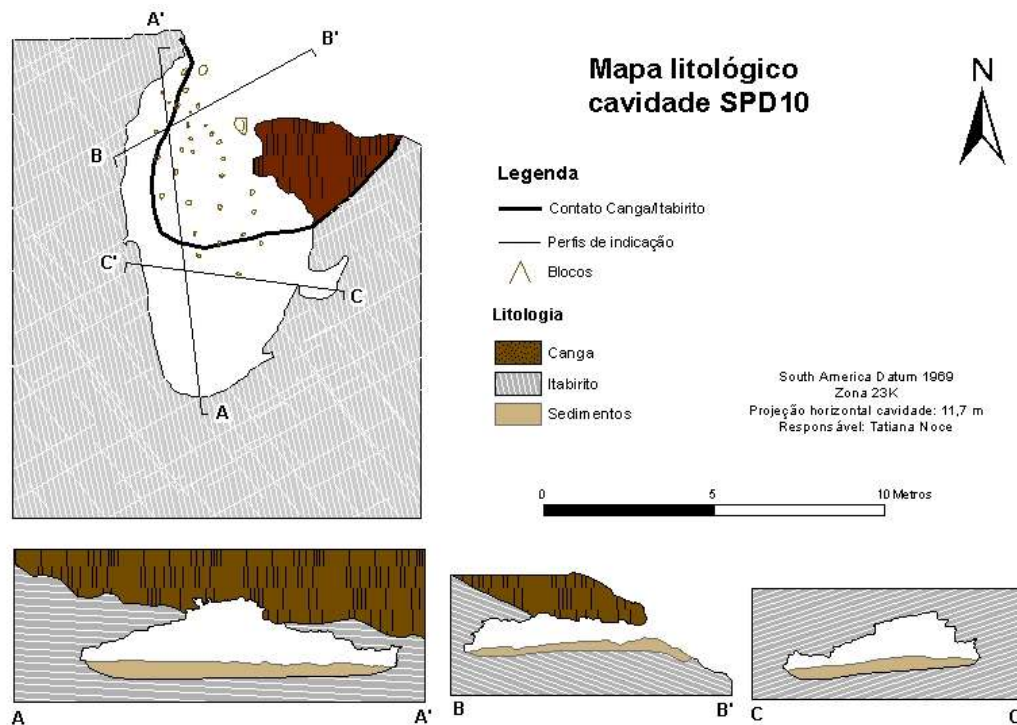 A'
B'
B
C'
C
A
Mapa litológico
cavidade SPD10
N
Legenda
Contato Canga/Itabirito
Perfis de indicação
Blocos
Litologia
Canga
Itabirito
Sedimentos
South America Datum 1969
Zona 23K
Projeção horizontal cavidade: 11,7 m
Responsável: Tatiana Noce
0 5 10 Metros
A A' B B' C C'